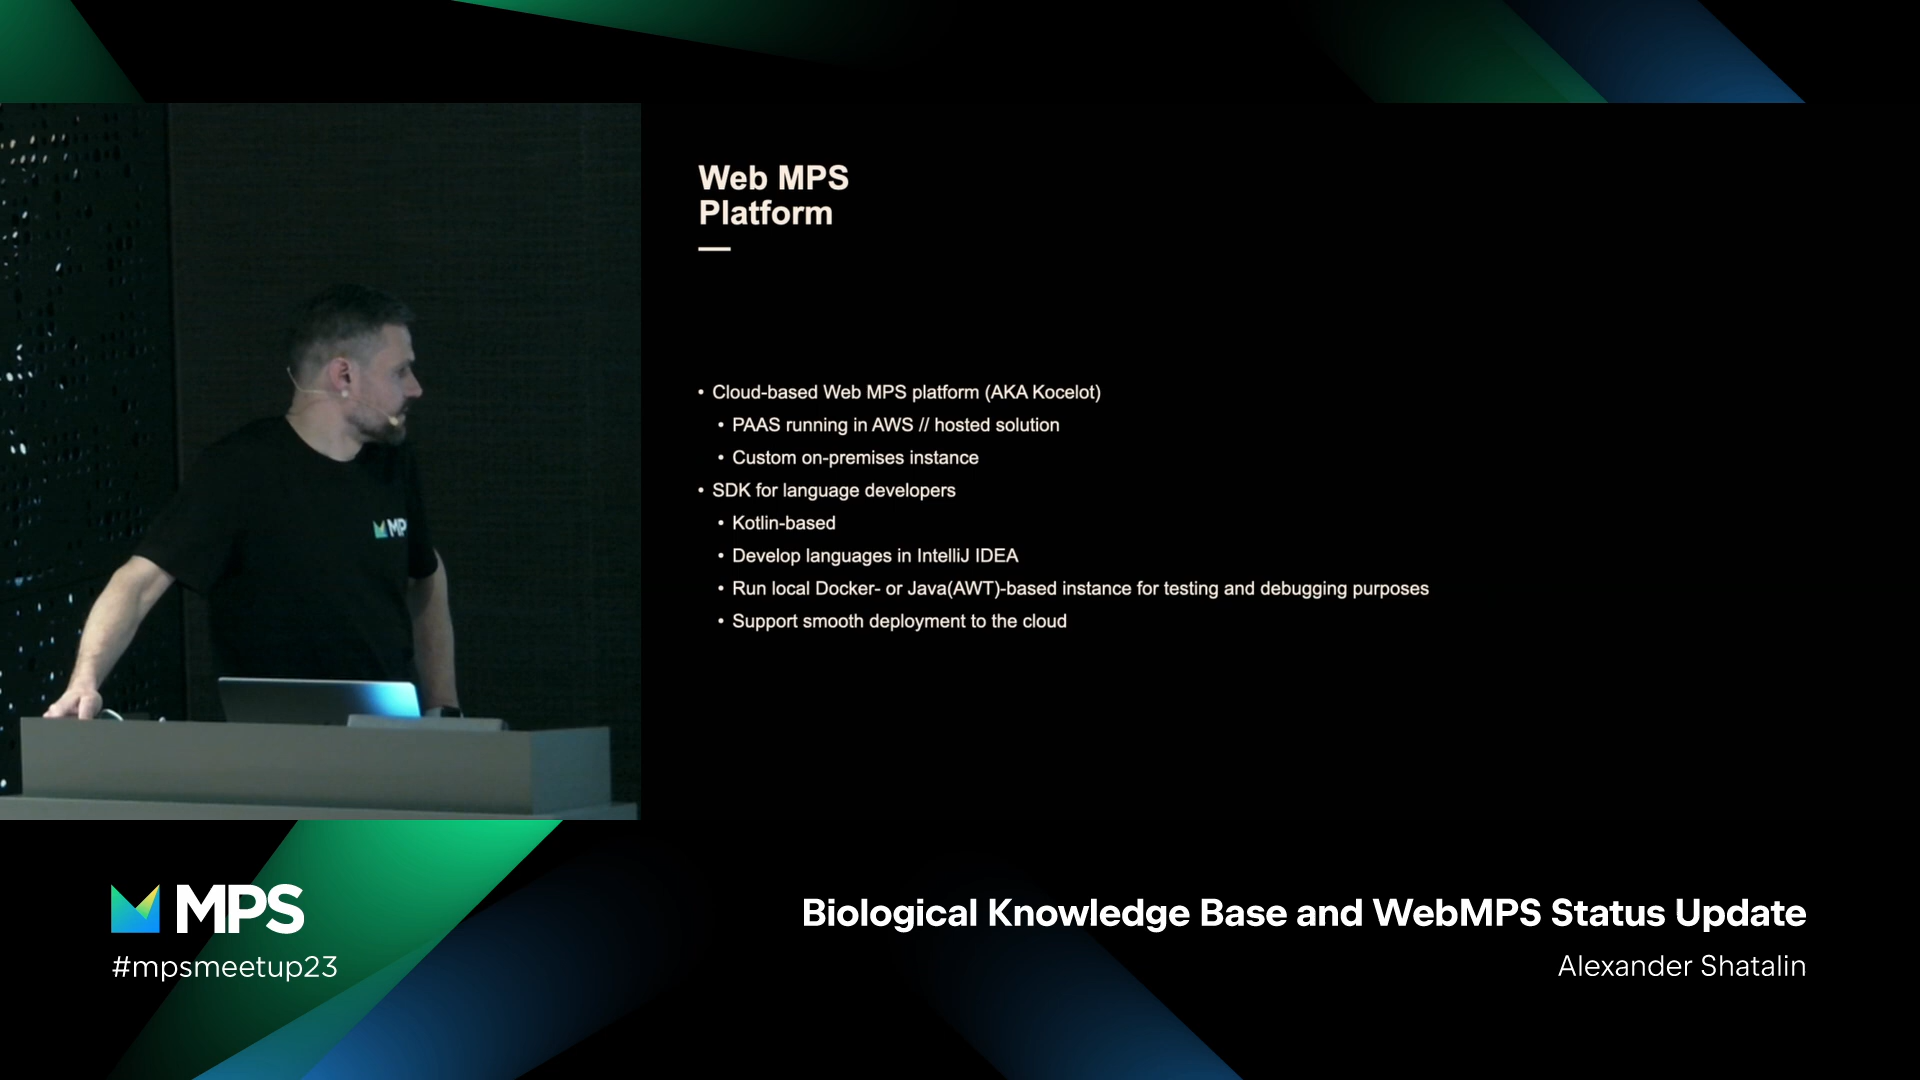 Web MPS
Platform
• Cloud-based Web MPS platform (AKA Kocelot)
• PAAS running in AWS // hosted solution
• Custom on-premises instance
• SDK for language developers
• Kotlin-based
• Develop languages in IntelliJ IDEA
• Run local Docker- or Java(AWT)-based instance for testing and debugging purposes
• Support smooth deployment to the cloud
MPS
MPS
#mpsmeetup23
Biological Knowledge Base and WebMPS Status Update
Alexander Shatalin